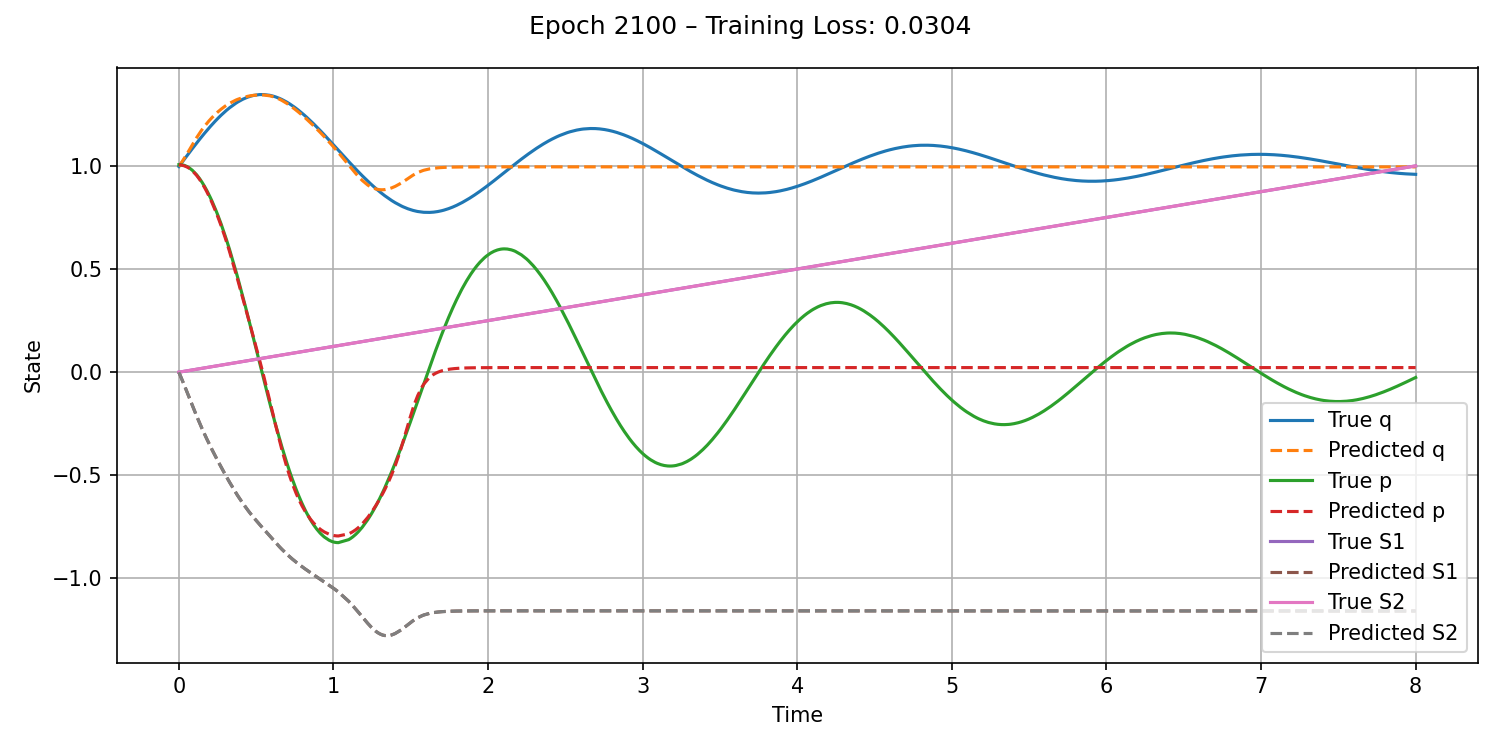 Epoch 2100 – Training Loss: 0.0304
1.0
0.5
0.0
−0.5
−1.0
State
0 1 2 3 4 5 6 7 8
Time
True q
Predicted q
True p
Predicted p
True S1
Predicted S1
True S2
Predicted S2